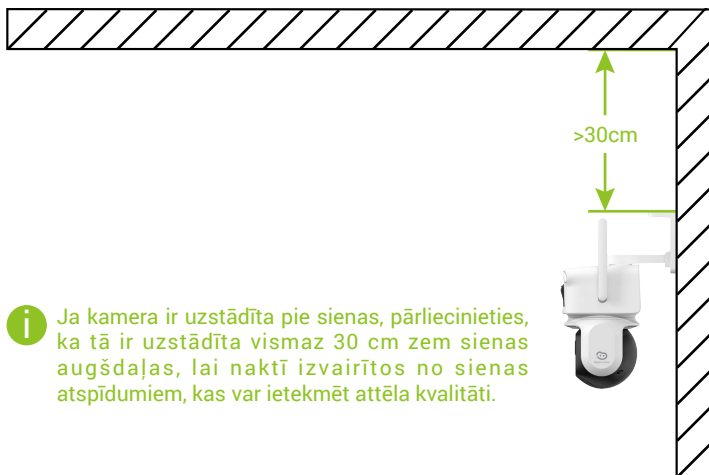 >30cm
Ja kamera ir uzstādīta pie sienas, pārliecinieties,
ka tā ir uzstādīta vismaz 30 cm zem sienas
augšdaļas, lai naktī izvairītos no sienas
atspīdumiem, kas var ietekmēt attēla kvalitāti.